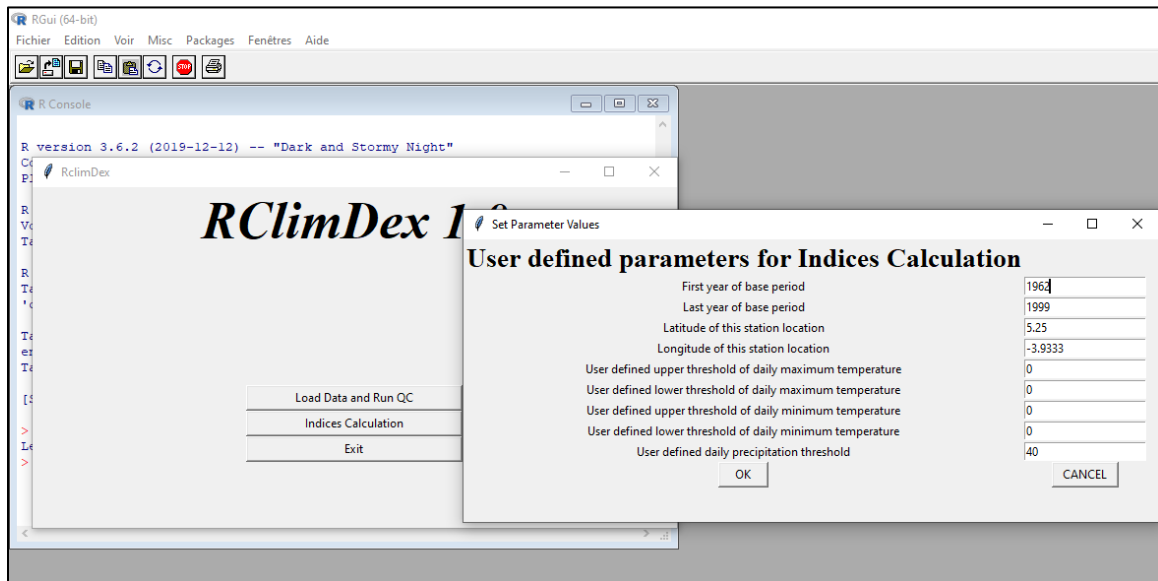 RGui (64-bit)
Fichier Edition Voir Misc Packages Fenêtres Aide
STOP
R Console
R version 3.6.2 (2019-12-12) -- "Dark and Stormy Night"
RclimDex
RClimDex
Load Data and Run QC
Indices Calculation
Exit
Set Parameter Values
User defined parameters for Indices Calculation
First year of base period 1962
Last year of base period 1999
Latitude of this station location 5.25
Longitude of this station location -3.9333
User defined upper threshold of daily maximum temperature 0
User defined lower threshold of daily maximum temperature 0
User defined upper threshold of daily minimum temperature 0
User defined lower threshold of daily minimum temperature 0
User defined daily precipitation threshold 40
OK CANCEL